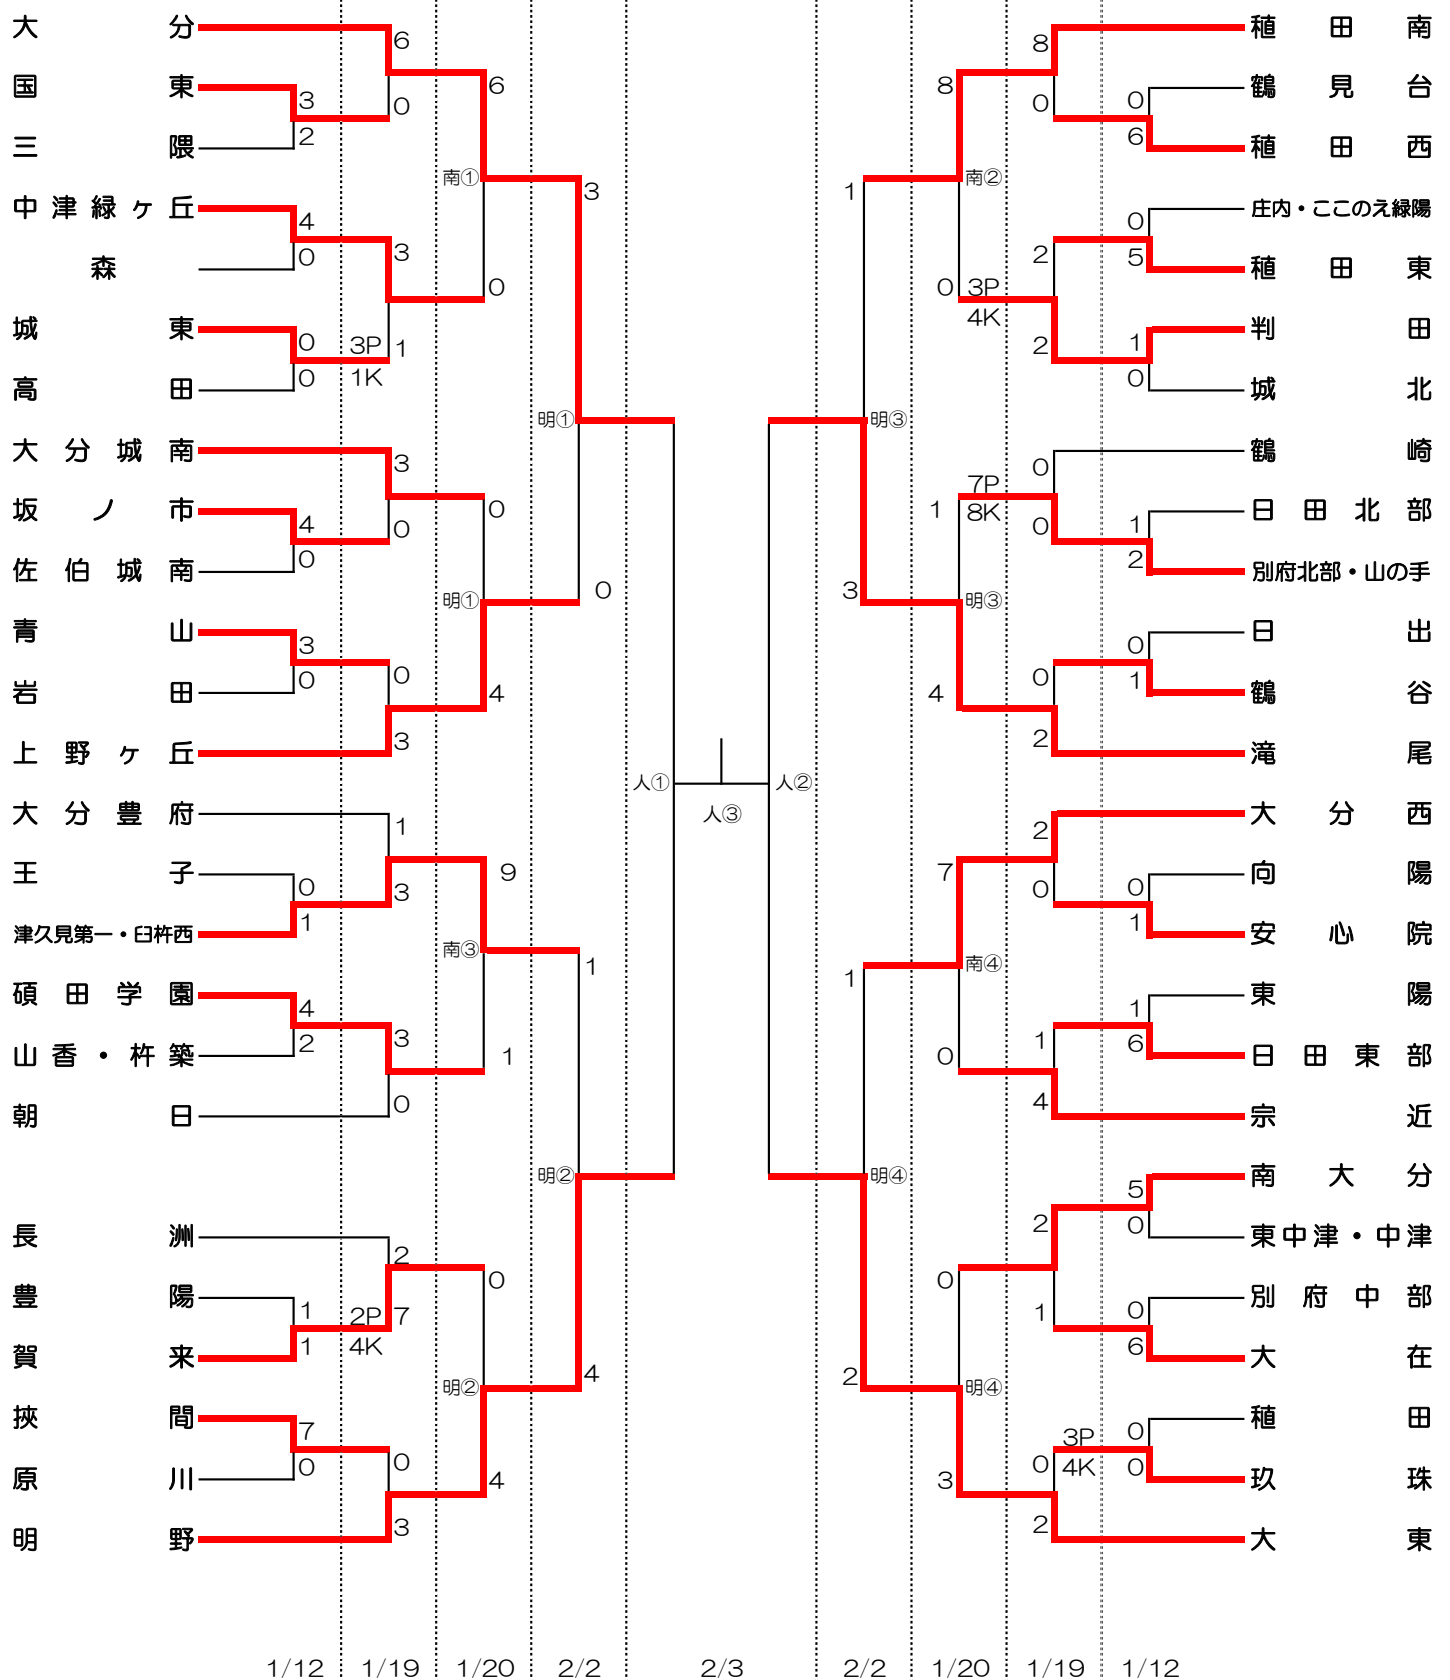 大分
6
国東
3
0
三隈
2
6
南①
中津緑ヶ丘
4
森
0
3
0
城東
0
3P
1
高田
0
1K
3
明①
大分城南
3
坂ノ市
4
0
0
佐伯城南
0
明①
0
青山
3
岩田
0
0
4
上野ヶ丘
3
大分豊府
1
王子
0
3
9
津久見第一・臼杵西
1
南③
1
碩田学園
4
山香・杵築
2
3
1
朝日
0
明②
長洲
2
0
豊陽
1
2P
7
賀来
1
4K
明②
4
挾間
7
原川
0
0
4
明野
3
人①
人③
人②
稙田南
8
鶴見台
0
0
8
稙田西
6
南②
1
庄内・ここのえ緑陽
0
稙田東
5
2
0
3P
4K
判田
1
2
城北
0
明③
鶴崎
0
7P
8K
1
日田北部
1
0
別府北部・山の手
2
3
明③
日出
0
鶴谷
1
0
4
滝尾
2
大分西
2
向陽
0
0
7
安心院
1
南④
1
東陽
1
日田東部
6
1
0
宗近
4
明④
南大分
5
東中津・中津
0
2
0
別府中部
0
1
大在
6
明④
2
稙田
0
3P
4K
0
玖珠
0
3
大東
2
1/12
1/19
1/20
2/2
2/3
2/2
1/20
1/19
1/12